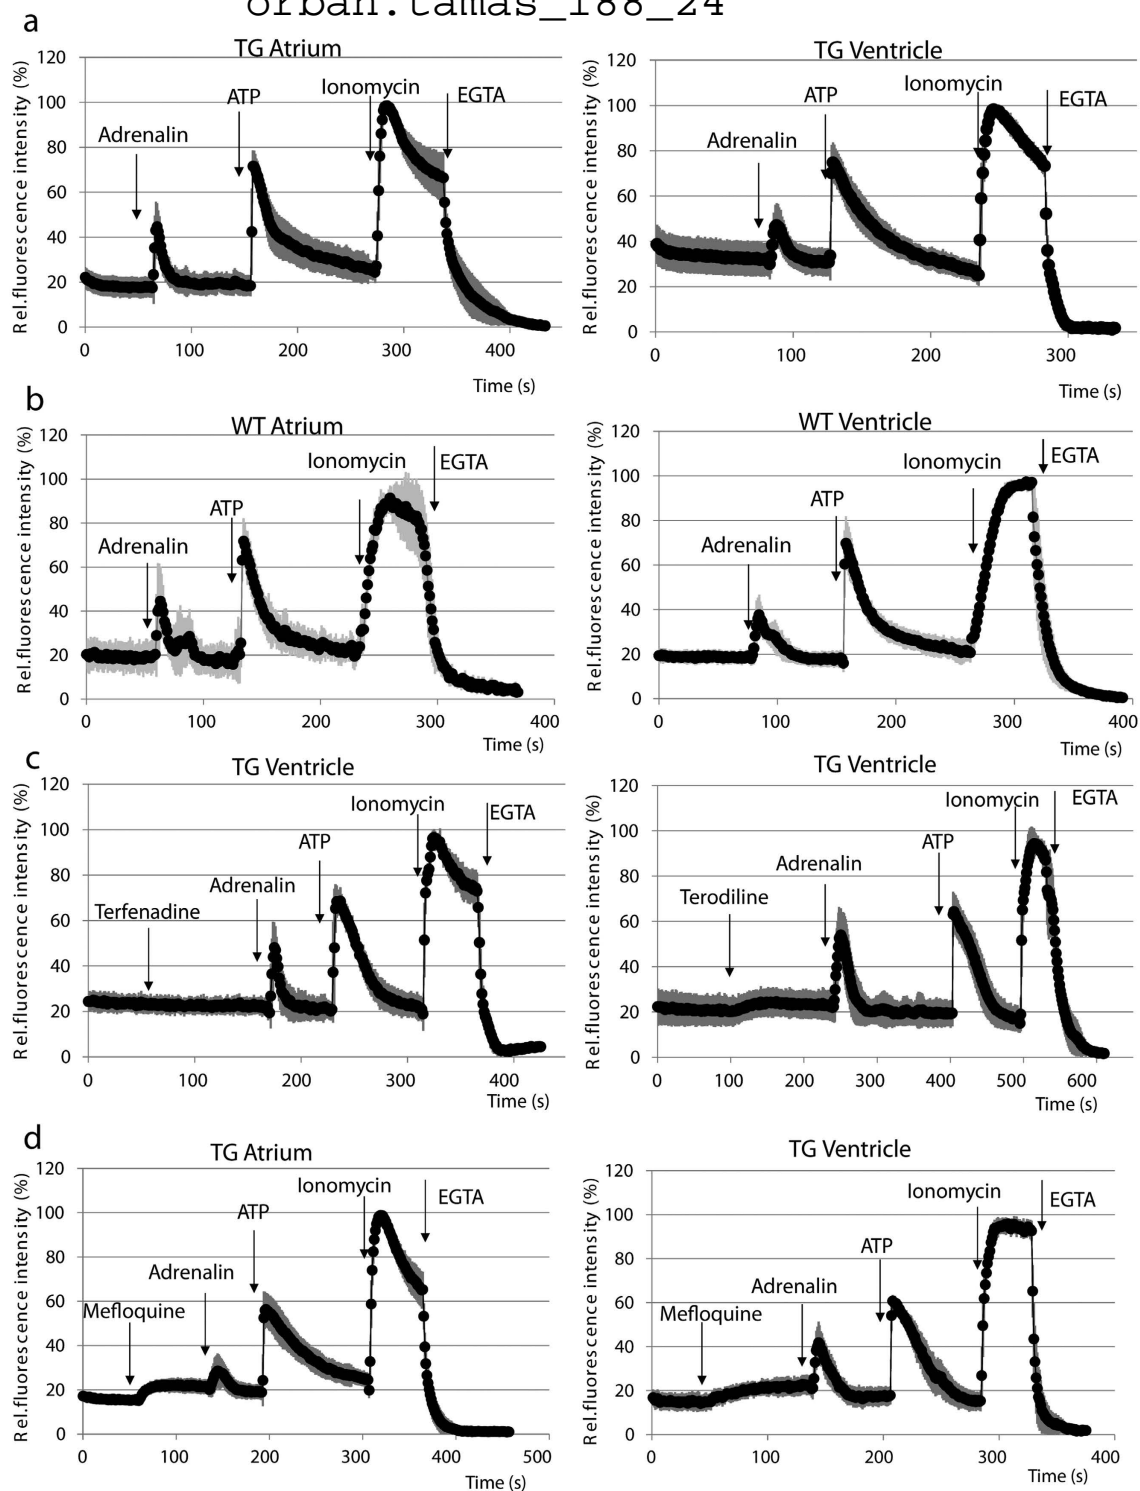 orban.tamas_188_24
a
TG Atrium
Rel.fluorescence intensity (%)
120
100
80
60
40
20
0
Adrenalin
ATP
Ionomycin
EGTA
0 100 200 300 400
Time (s)
TG Ventricle
Rel.fluorescence intensity (%)
120
100
80
60
40
20
0
Adrenalin
ATP
Ionomycin
EGTA
0 100 200 300
Time (s)
b
WT Atrium
Rel.fluorescence intensity (%)
120
100
80
60
40
20
0
Adrenalin
ATP
Ionomycin
EGTA
0 100 200 300 400
Time (s)
WT Ventricle
Rel.fluorescence intensity (%)
120
100
80
60
40
20
0
Adrenalin
ATP
Ionomycin
EGTA
0 100 200 300 400
Time (s)
c
TG Ventricle
Rel.fluorescence intensity (%)
120
100
80
60
40
20
0
Terfenadine
Adrenalin
ATP
Ionomycin
EGTA
0 100 200 300 400
Time (s)
TG Ventricle
Rel.fluorescence intensity (%)
120
100
80
60
40
20
0
Terodiline
Adrenalin
ATP
Ionomycin
EGTA
0 100 200 300 400 500 600
Time (s)
d
TG Atrium
Rel.fluorescence intensity (%)
120
100
80
60
40
20
0
Mefloquine
Adrenalin
ATP
Ionomycin
EGTA
0 100 200 300 400 500
Time (s)
TG Ventricle
Rel.fluorescence intensity (%)
120
100
80
60
40
20
0
Mefloquine
Adrenalin
ATP
Ionomycin
EGTA
0 100 200 300 400
Time (s)